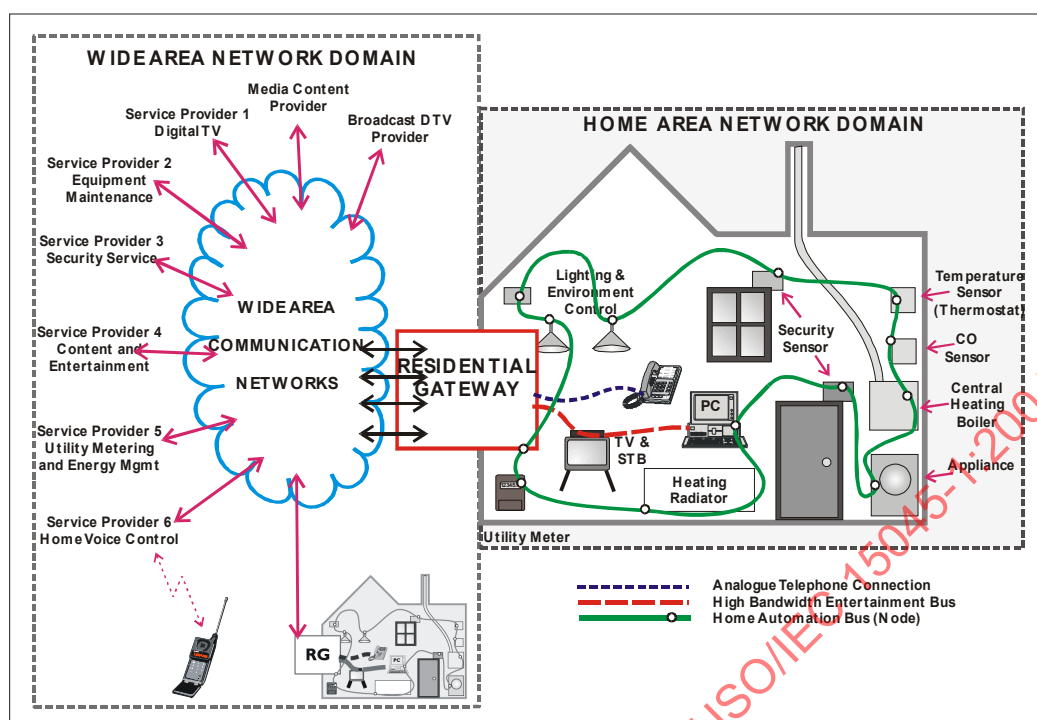 WIDE AREA NETWORK DOMAIN
Media Content
Provider
Service Provider 1
Digital TV
Broadcast DTV
Provider
Service Provider 2
Equipment
Maintenance
Service Provider 3
Security Service
Service Provider 4
Content and
Entertainment
Service Provider 5
Utility Metering
and Energy Mgmt
Service Provider 6
Home Voice Control
WIDE AREA
COMMUNICATION
NETWORKS
RESIDENTIAL
GATEWAY
RG
PC
HOME AREA NETWORK DOMAIN
Lighting &
Environment
Control
Security
Sensor
Temperature
Sensor
(Thermostat)
CO
Sensor
Central
Heating
Boiler
Appliance
PC
TV &
STB
Heating
Radiator
Utility Meter
Analogue Telephone Connection
High Bandwidth Entertainment Bus
Home Automation Bus (Node)
ISO/IEC 15045-1:200